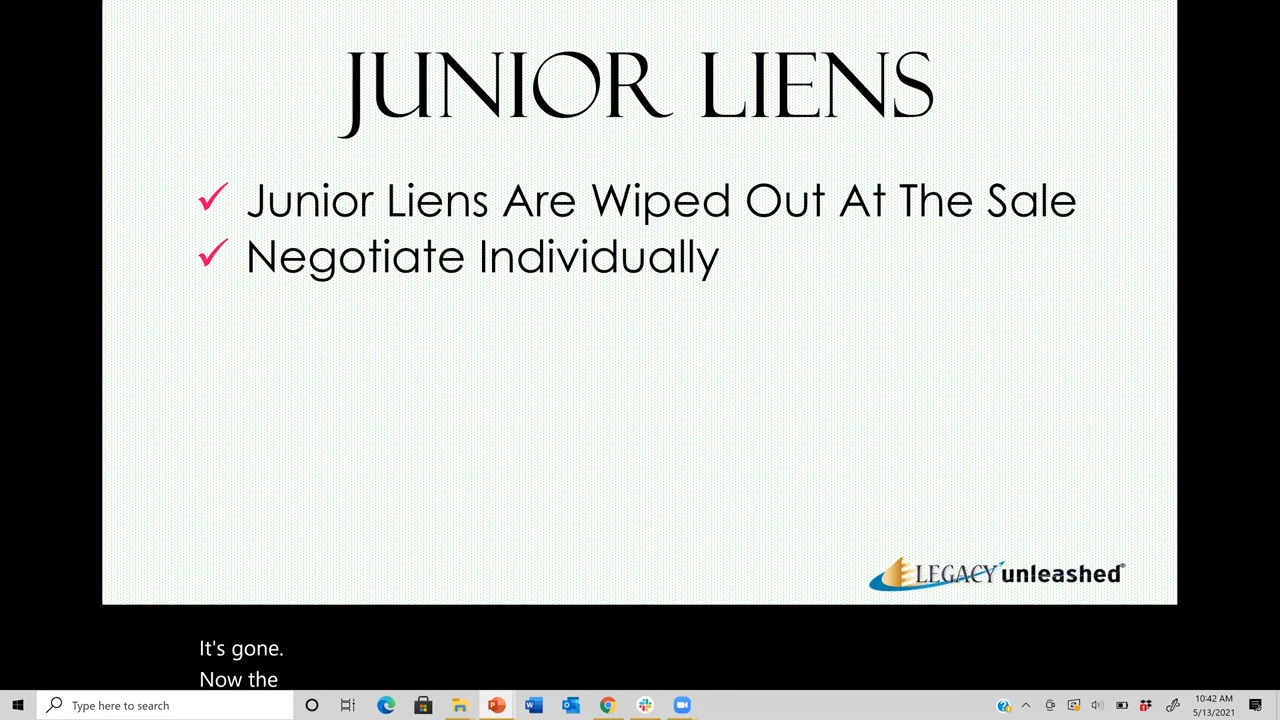 JUNIOR LIENS
✓ Junior Liens Are Wiped Out At The Sale
✓ Negotiate Individually
LEGACY unleashed®
It's gone.
Now the
Type here to search
10:42 AM
5/13/2021